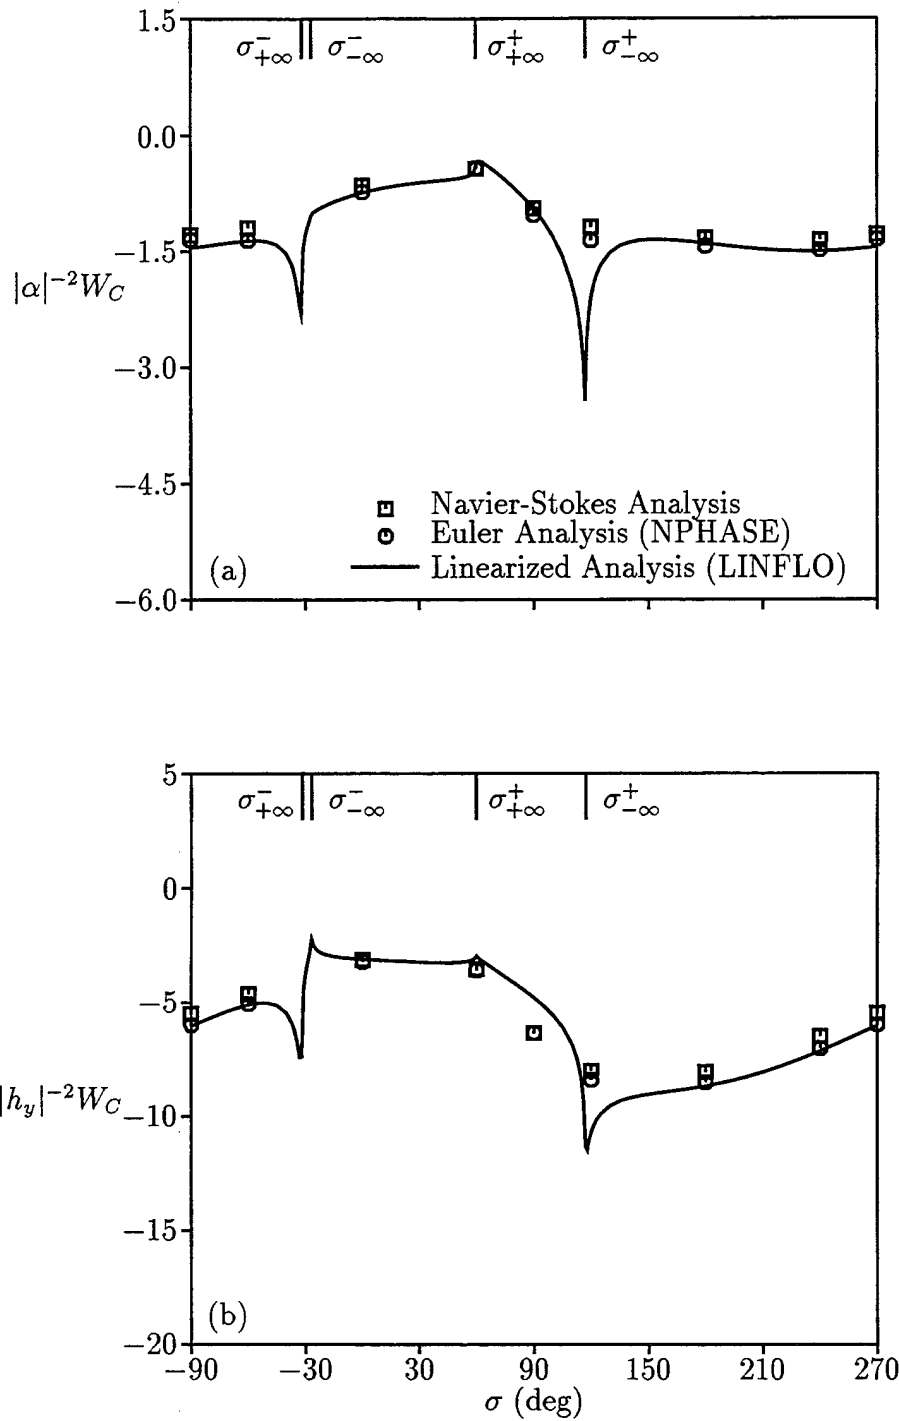 1.5
σ⁻₊∞ σ⁻₋∞ σ⁺₊∞ σ⁺₋∞
0.0
−1.5
|α|⁻²W_C
−3.0
−4.5
Navier-Stokes Analysis
Euler Analysis (NPHASE)
(a) Linearized Analysis (LINFLO)
−6.0
5
σ⁻₊∞ σ⁻₋∞ σ⁺₊∞ σ⁺₋∞
0
−5
|h_y|⁻²W_C −10
−15
(b)
−20
−90 −30 30 90 150 210 270
σ (deg)